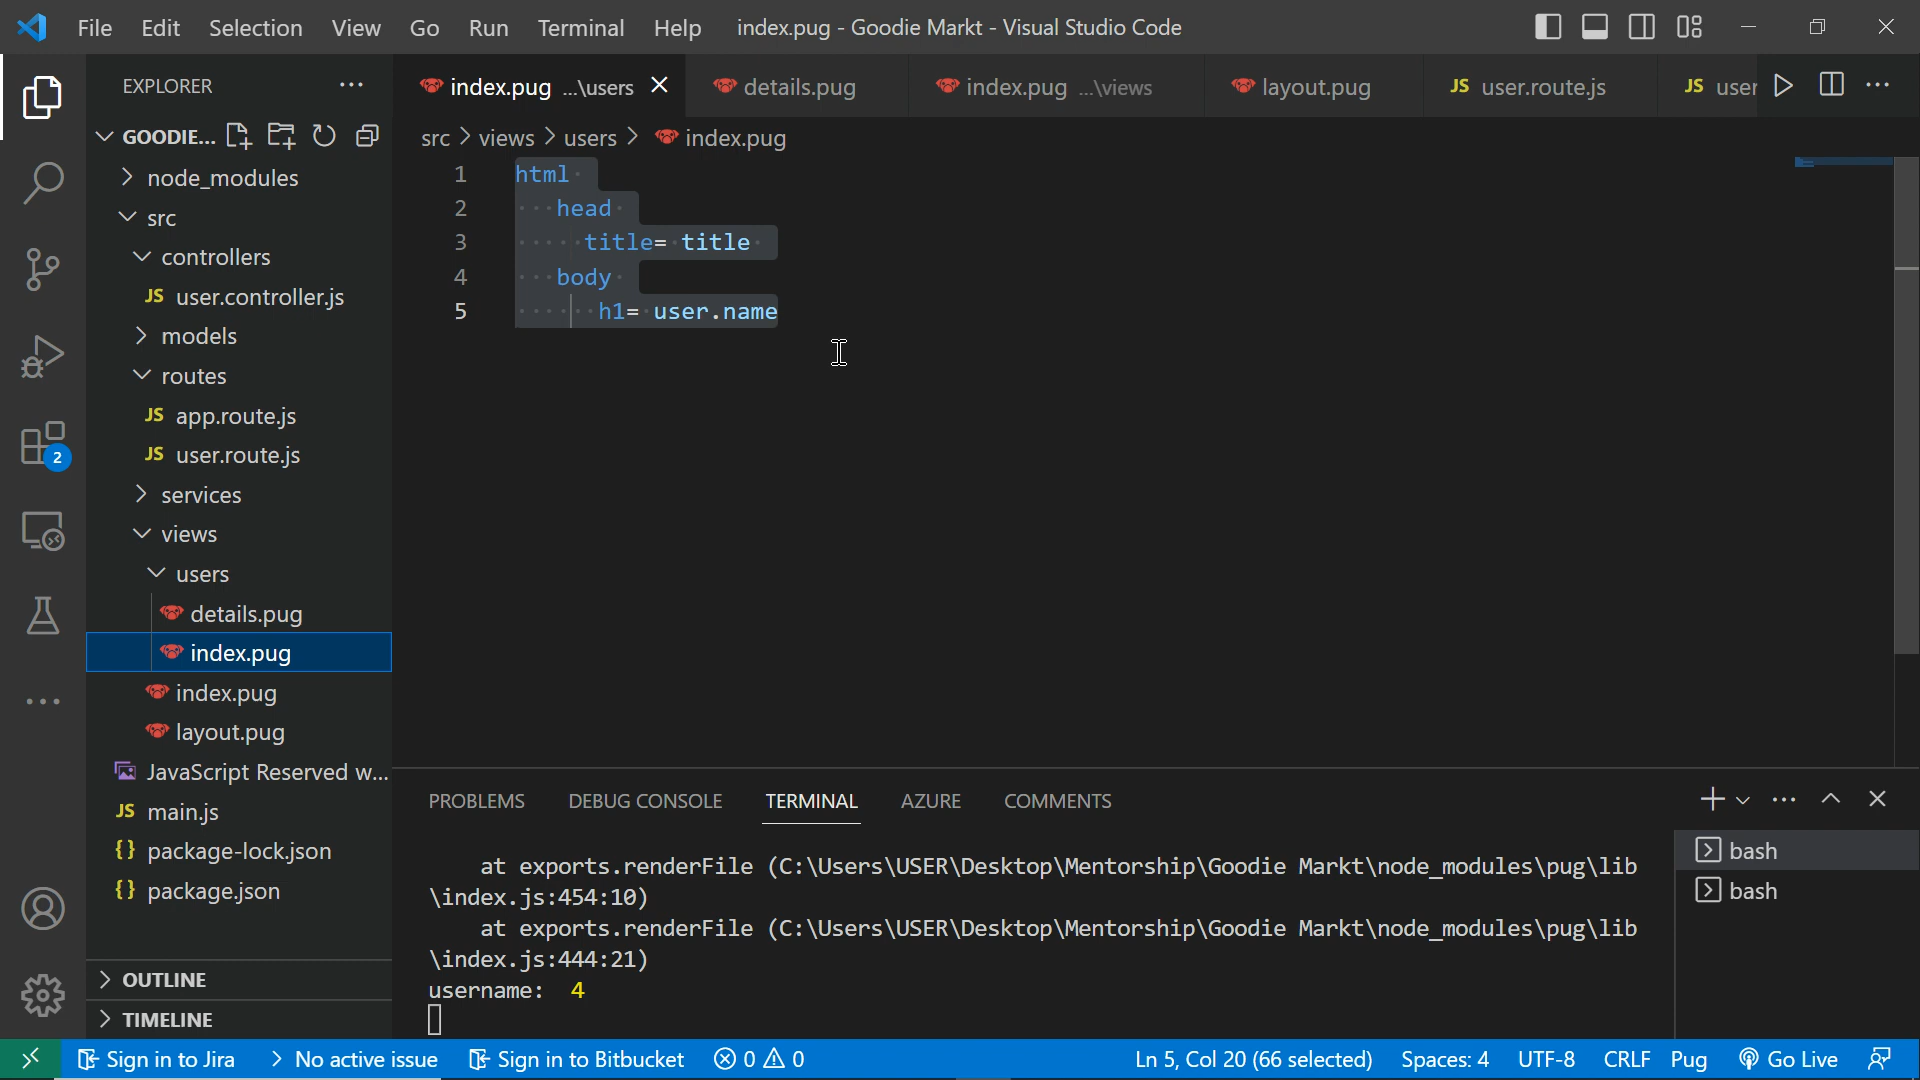 File Edit Selection View Go Run Terminal Help index.pug - Goodie Markt - Visual Studio Code
EXPLORER
GOODIE...
node_modules
src
controllers
JS user.controller.js
models
routes
JS app.route.js
JS user.route.js
services
views
users
details.pug
index.pug
index.pug
layout.pug
JavaScript Reserved w...
JS main.js
{} package-lock.json
{} package.json
OUTLINE
TIMELINE
2
index.pug ...\users details.pug index.pug ...\views layout.pug JS user.route.js JS user
src > views > users > index.pug
1 html
2 head
3 title= title
4 body
5 h1= user.name
PROBLEMS DEBUG CONSOLE TERMINAL AZURE COMMENTS
at exports.renderFile (C:\Users\USER\Desktop\Mentorship\Goodie Markt\node_modules\pug\lib
\index.js:454:10)
at exports.renderFile (C:\Users\USER\Desktop\Mentorship\Goodie Markt\node_modules\pug\lib
\index.js:444:21)
username: 4
bash
bash
Sign in to Jira No active issue Sign in to Bitbucket 0 0 Ln 5, Col 20 (66 selected) Spaces: 4 UTF-8 CRLF Pug Go Live